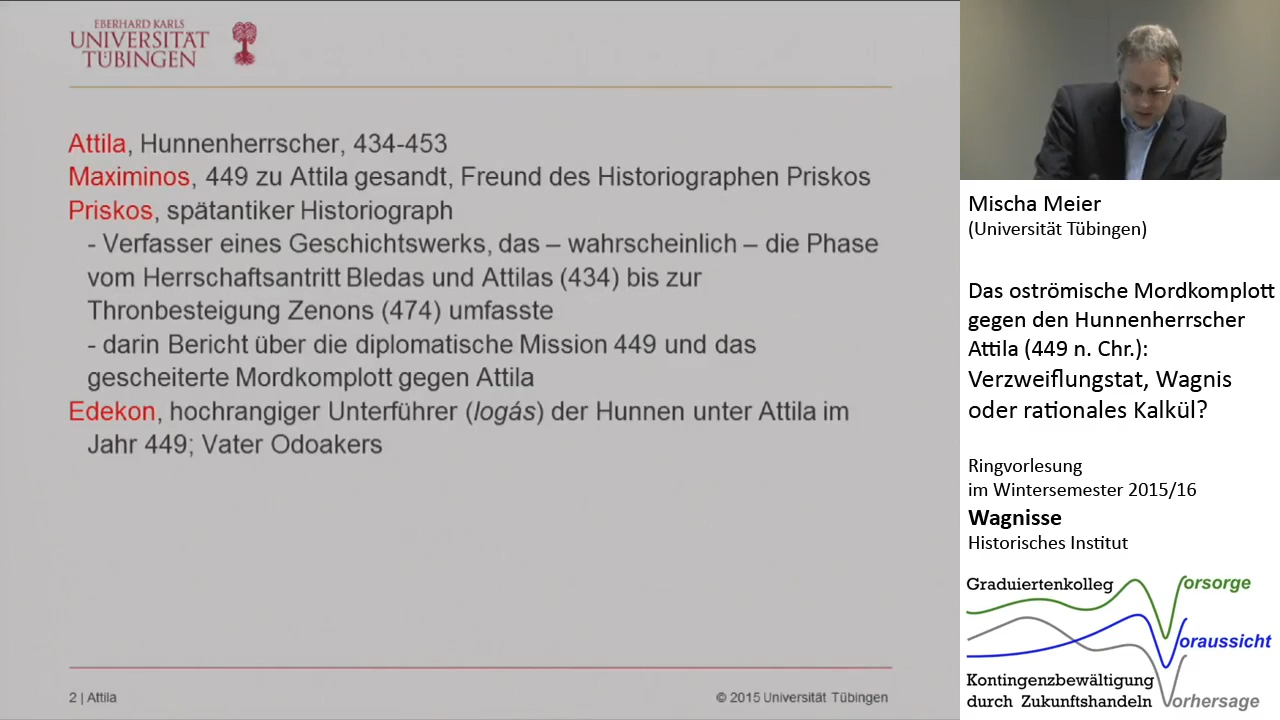 EBERHARD KARLS
UNIVERSITÄT
TÜBINGEN
Attila, Hunnenherrscher, 434-453
Maximinos, 449 zu Attila gesandt, Freund des Historiographen Priskos
Priskos, spätantiker Historiograph
- Verfasser eines Geschichtswerks, das – wahrscheinlich – die Phase
vom Herrschaftsantritt Bledas und Attilas (434) bis zur
Thronbesteigung Zenons (474) umfasste
- darin Bericht über die diplomatische Mission 449 und das
gescheiterte Mordkomplott gegen Attila
Edekon, hochrangiger Unterführer (logás) der Hunnen unter Attila im
Jahr 449; Vater Odoakers
2 | Attila
© 2015 Universität Tübingen
Mischa Meier
(Universität Tübingen)
Das oströmische Mordkomplott
gegen den Hunnenherrscher
Attila (449 n. Chr.):
Verzweiflungstat, Wagnis
oder rationales Kalkül?
Ringvorlesung
im Wintersemester 2015/16
Wagnisse
Historisches Institut
Graduiertenkolleg
Vorsorge
Voraussicht
Kontingenzbewältigung
durch Zukunftshandeln
Vorhersage